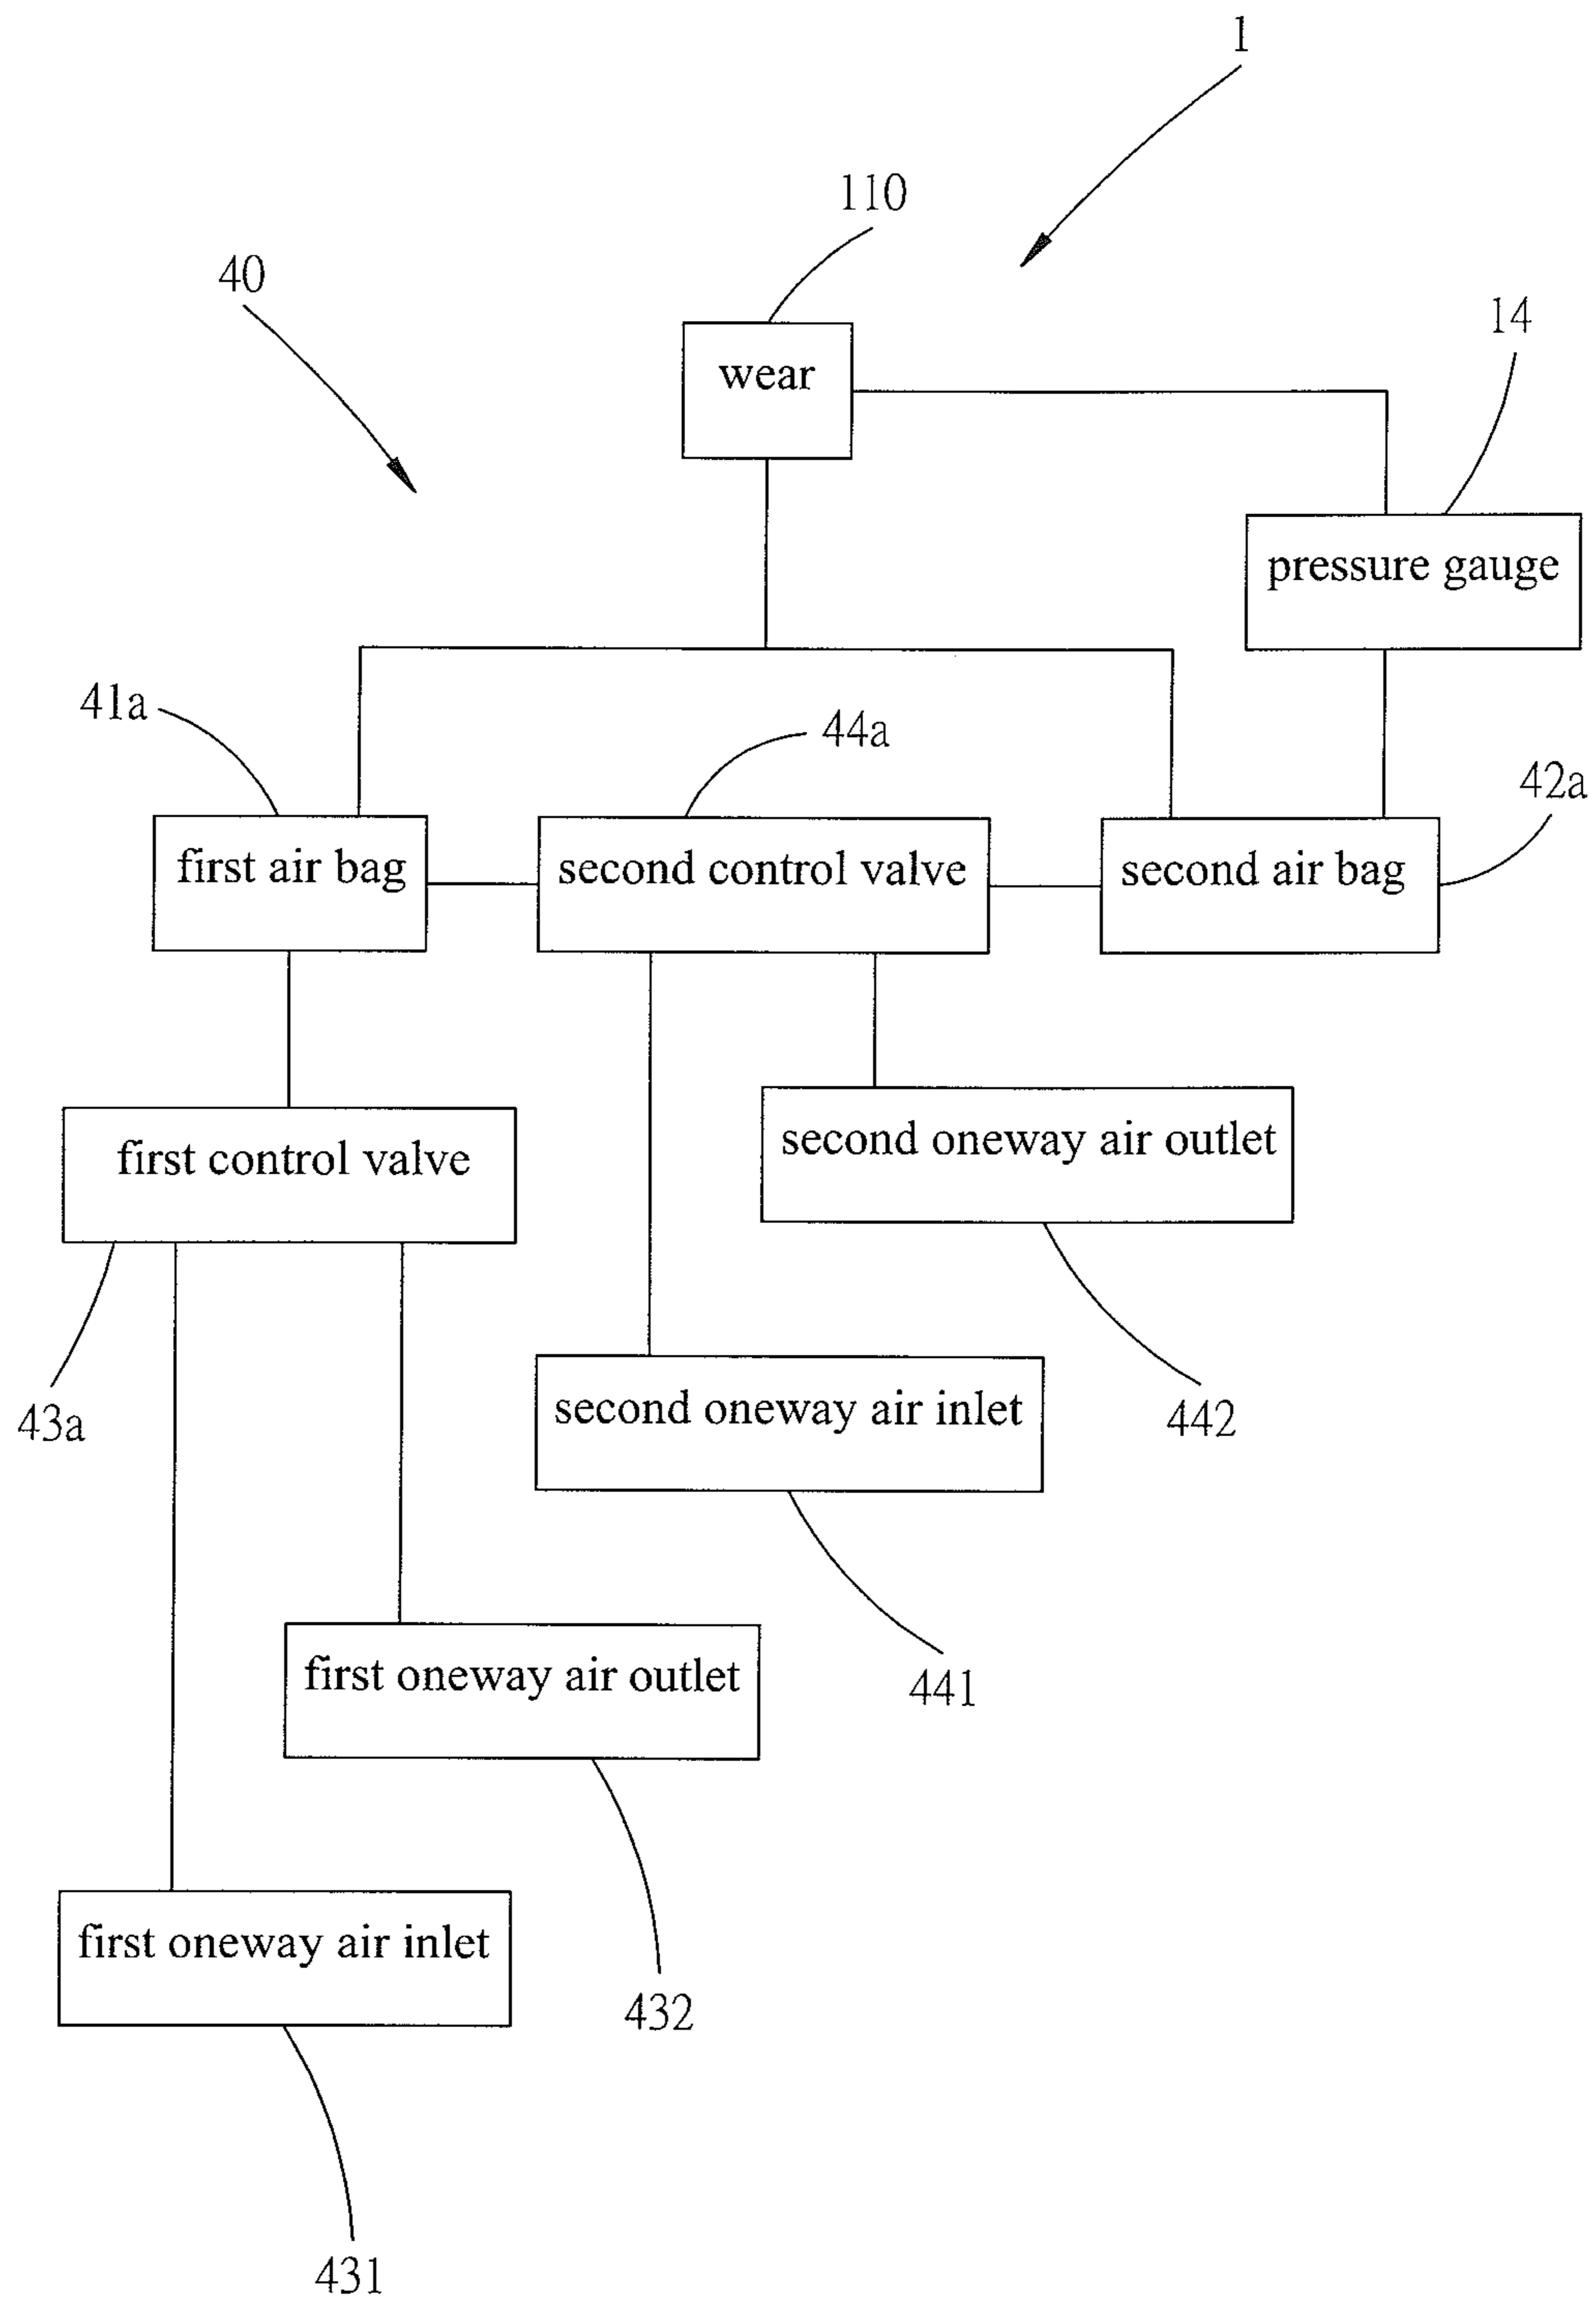 1
110
40
14
wear
pressure gauge
41a
44a
42a
first air bag
second control valve
second air bag
first control valve
second oneway air outlet
43a
second oneway air inlet
442
first oneway air outlet
441
first oneway air inlet
432
431